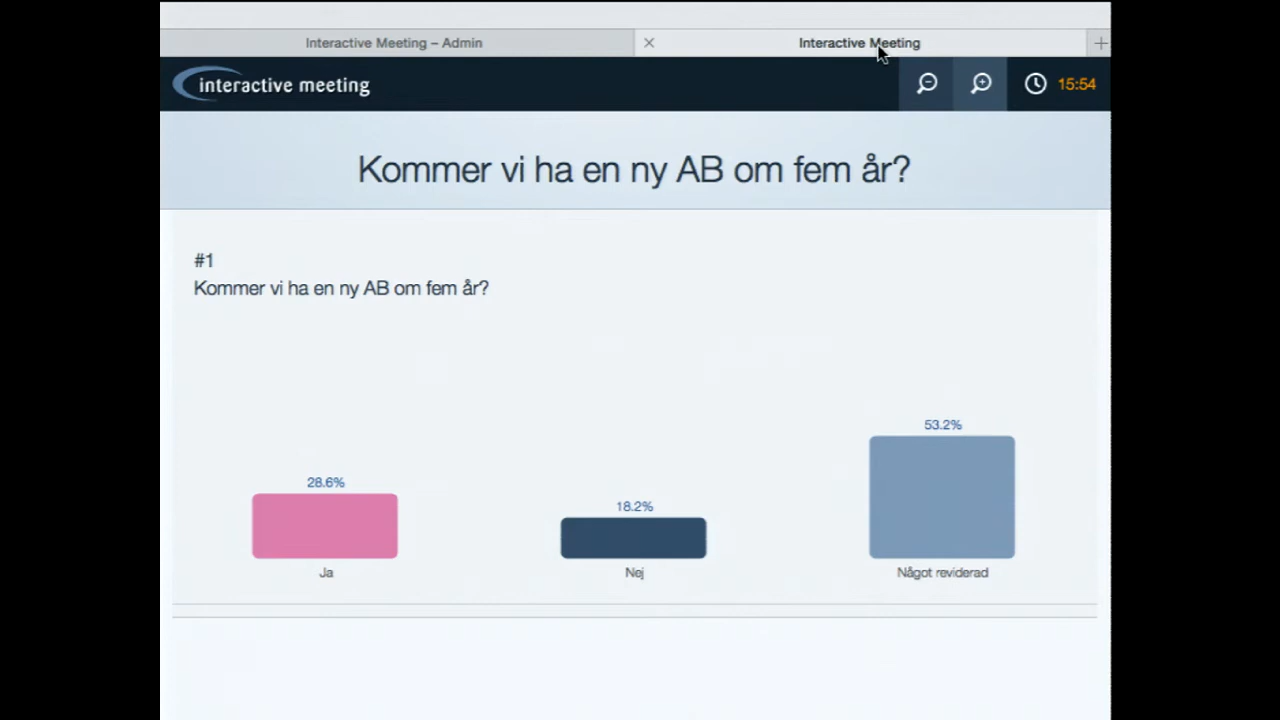 Interactive Meeting – Admin
Interactive Meeting
interactive meeting
15:54
Kommer vi ha en ny AB om fem år?
#1
Kommer vi ha en ny AB om fem år?
53.2%
28.6%
18.2%
Ja
Nej
Något reviderad